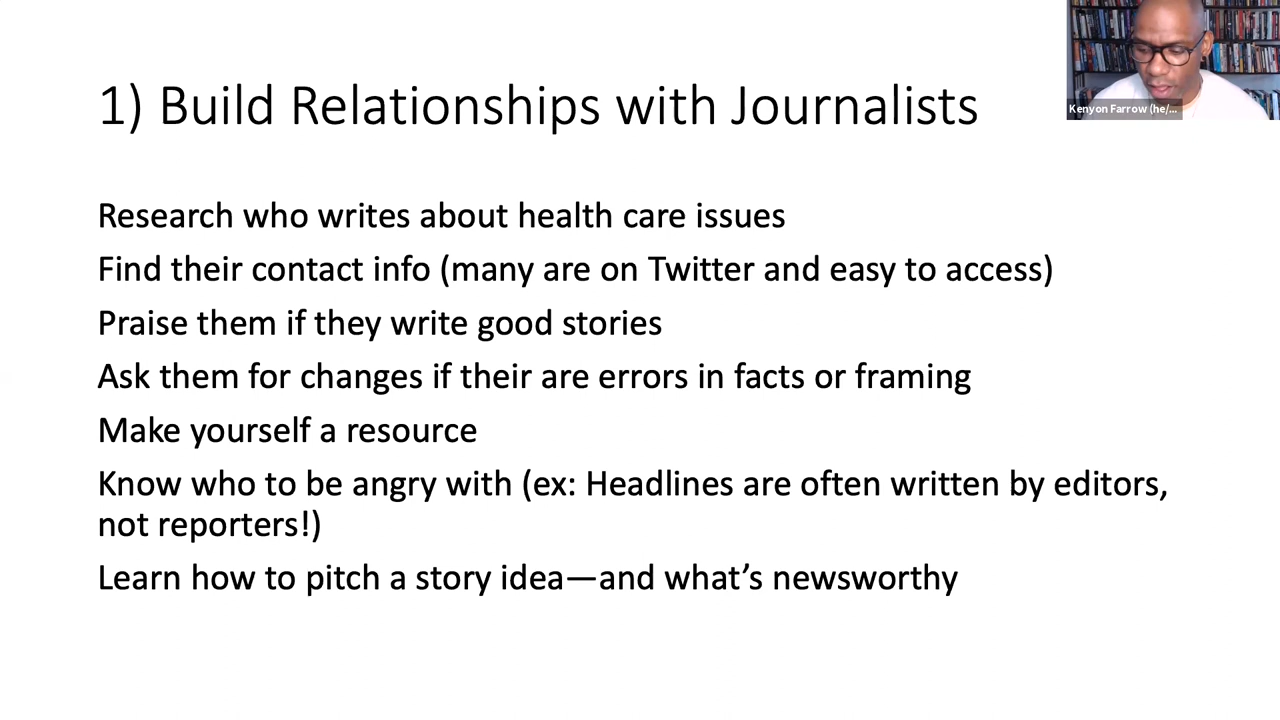 1) Build Relationships with Journalists
Kenyon Farrow (he/...
Research who writes about health care issues
Find their contact info (many are on Twitter and easy to access)
Praise them if they write good stories
Ask them for changes if their are errors in facts or framing
Make yourself a resource
Know who to be angry with (ex: Headlines are often written by editors,
not reporters!)
Learn how to pitch a story idea—and what’s newsworthy